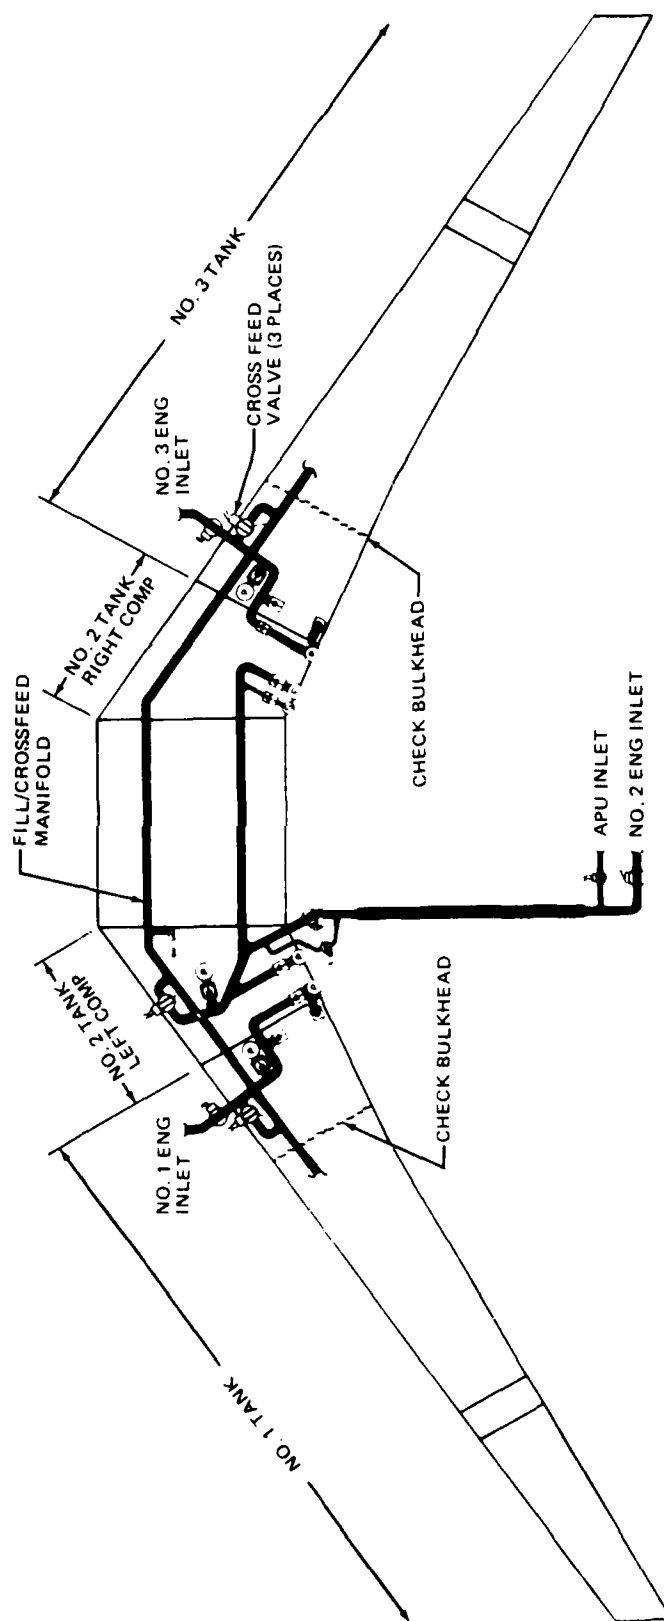 NO. 3 TANK
NO. 3 ENG
INLET
CROSS FEED
VALVE (3 PLACES)
NO. 2 TANK
RIGHT COMP
FILL/CROSSFEED
MANIFOLD
CHECK BULKHEAD
APU INLET
NO. 2 ENG INLET
NO. 2 TANK
LEFT COMP
NO. 1 ENG
INLET
CHECK BULKHEAD
NO. 1 TANK